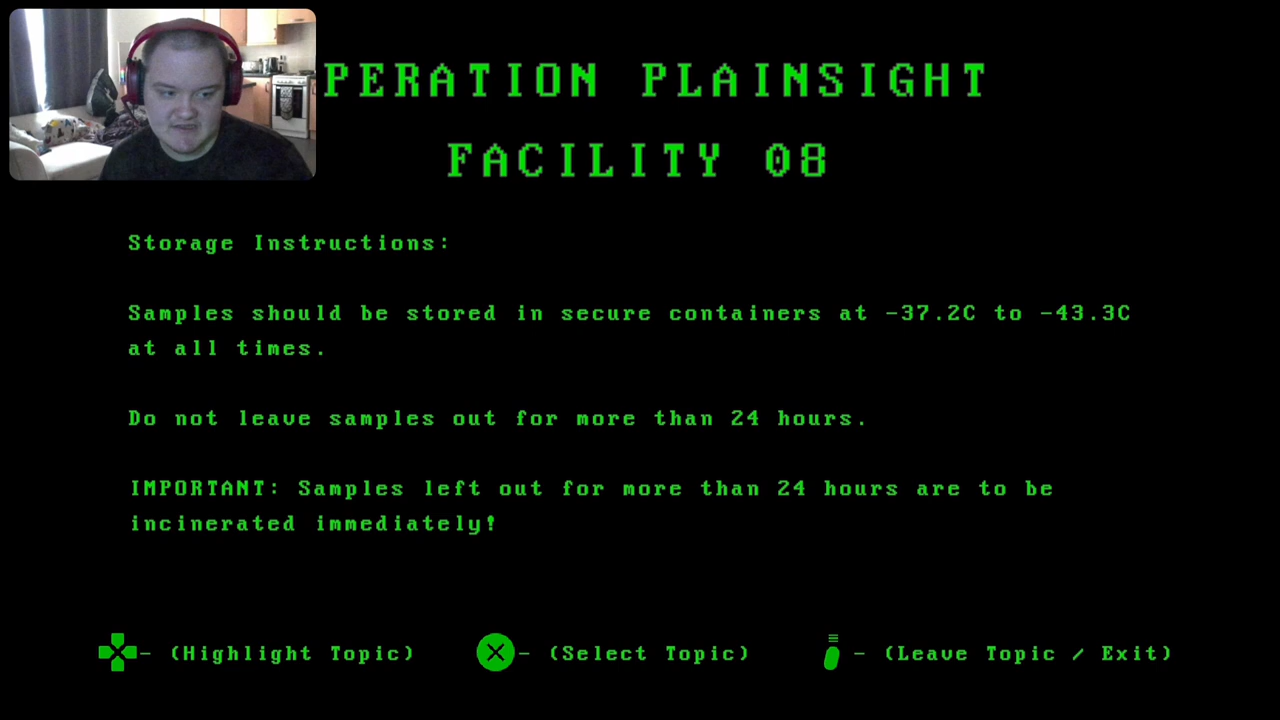 PERATION PLAINSIGHT
FACILITY 08
Storage Instructions:
Samples should be stored in secure containers at -37.2C to -43.3C
at all times.
Do not leave samples out for more than 24 hours.
IMPORTANT: Samples left out for more than 24 hours are to be
incinerated immediately!
- (Highlight Topic) - (Select Topic) - (Leave Topic / Exit)